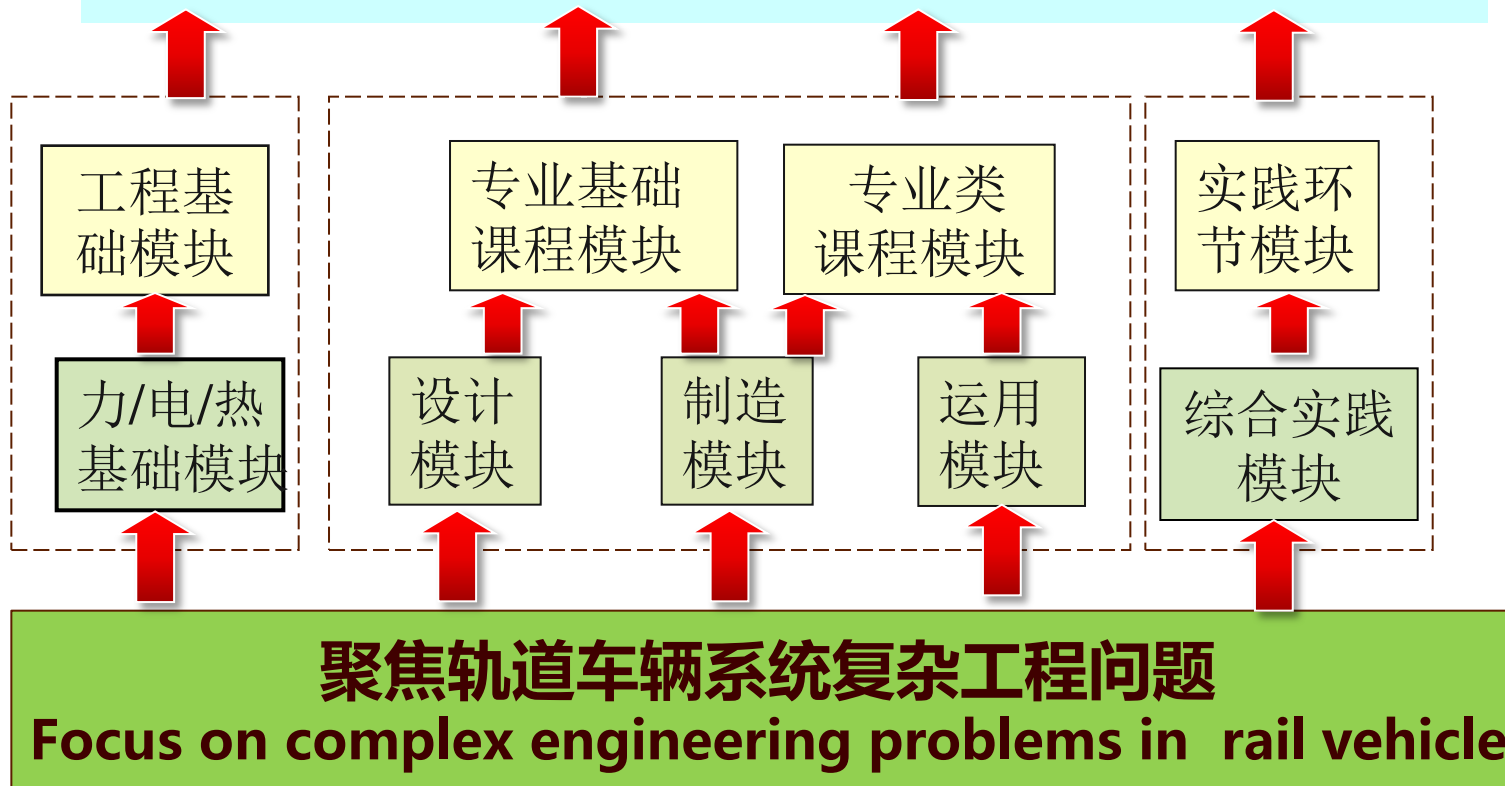 工程基
础模块
专业基础
课程模块
专业类
课程模块
实践环
节模块
力/电/热
基础模块
设计
模块
制造
模块
运用
模块
综合实践
模块
聚焦轨道车辆系统复杂工程问题
Focus on complex engineering problems in rail vehicle